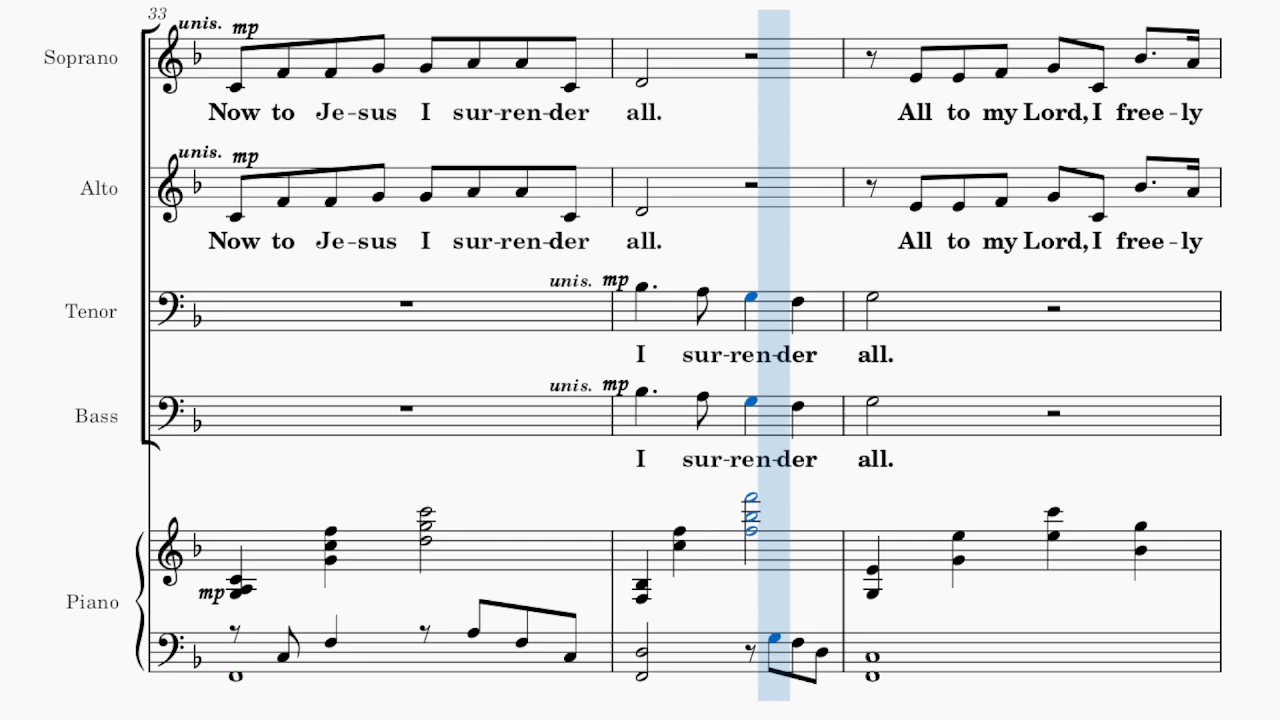 33
unis. mp
Soprano
Now to Je-sus I sur-ren-der all. All to my Lord, I free-ly
unis. mp
Alto
Now to Je-sus I sur-ren-der all. All to my Lord, I free-ly
unis. mp
Tenor
I sur-ren-der all.
unis. mp
Bass
I sur-ren-der all.
mp
Piano